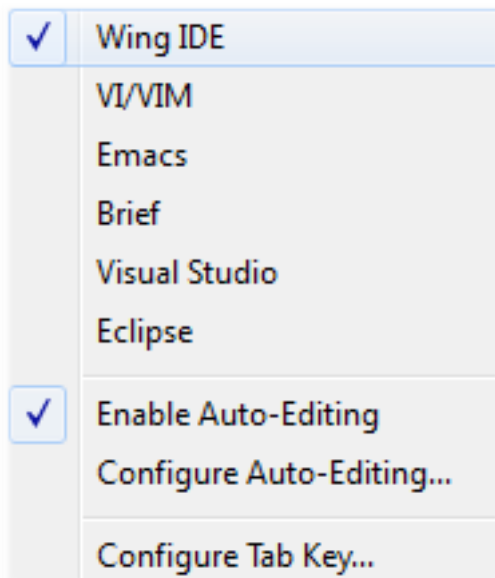 Wing IDE
VI/VIM
Emacs
Brief
Visual Studio
Eclipse
Enable Auto-Editing
Configure Auto-Editing...
Configure Tab Key...